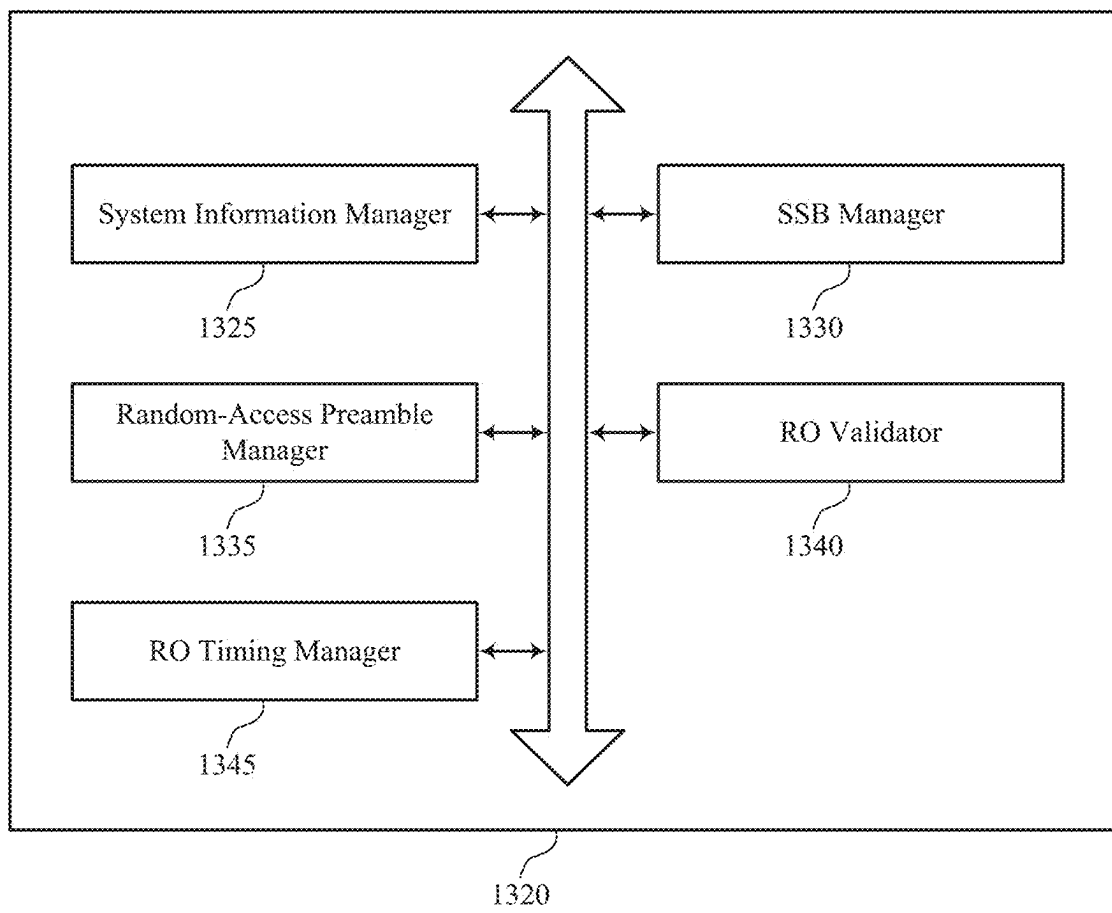 System Information Manager
SSB Manager
1325
1330
Random-Access Preamble
Manager
RO Validator
1335
1340
RO Timing Manager
1345
1320